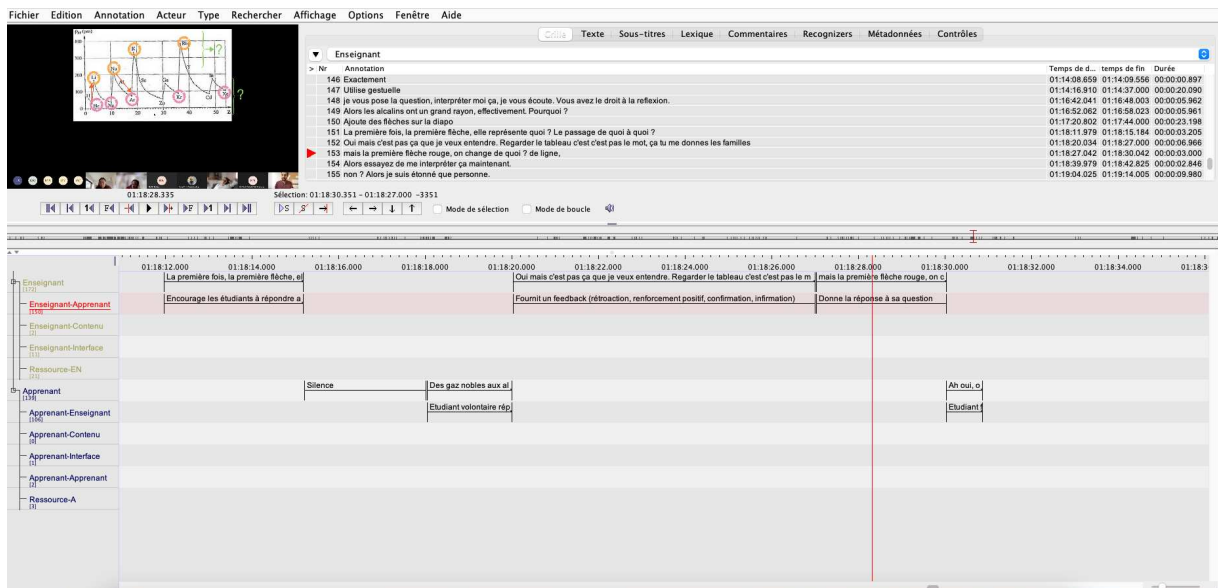 Fichier Edition Annotation Acteur Type Rechercher Affichage Options Fenêtre Aide
Grille Texte Sous-titres Lexique Commentaires Recognizers Métadonnées Contrôles
Enseignant
> Nr Annotation Temps de d... temps de fin Durée
146 Exactement 01:14:08.659 01:14:09.556 00:00:00.897
147 Utilise gestuelle 01:14:16.910 01:14:37.000 00:00:20.090
148 je vous pose la question, interpréter moi ça, je vous écoute. Vous avez le droit à la reflexion. 01:16:42.041 01:16:48.003 00:00:05.962
149 Alors les alcalins ont un grand rayon, effectivement. Pourquoi ? 01:16:52.062 01:16:58.023 00:00:05.961
150 Ajoute des flèches sur la diapo 01:17:20.802 01:17:44.000 00:00:23.198
151 La première fois, la première flèche, elle représente quoi ? Le passage de quoi à quoi ? 01:18:11.979 01:18:15.184 00:00:03.205
152 Oui mais c'est pas ça que je veux entendre. Regarder le tableau c'est c'est pas le mot, ça tu me donnes les familles 01:18:20.034 01:18:27.000 00:00:06.966
153 mais la première flèche rouge, on change de quoi ? de ligne, 01:18:27.042 01:18:30.042 00:00:03.000
154 Alors essayez de me interpréter ça maintenant. 01:18:39.979 01:18:42.825 00:00:02.846
155 non ? Alors je suis étonné que personne. 01:19:04.025 01:19:14.005 00:00:09.980
01:18:28.335 Sélection: 01:18:30.351 - 01:18:27.000 -3351
Mode de sélection Mode de boucle
01:18:12.000 01:18:14.000 01:18:16.000 01:18:18.000 01:18:20.000 01:18:22.000 01:18:24.000 01:18:26.000 01:18:28.000 01:18:30.000 01:18:32.000 01:18:34.000 01:18:3
Enseignant La première fois, la première flèche, el Oui mais c'est pas ça que je veux entendre. Regarder le tableau c'est c'est pas le m mais la première flèche rouge, on c
[172]
Enseignant-Apprenant Encourage les étudiants à répondre a Fournit un feedback (rétroaction, renforcement positif, confirmation, infirmation) Donne la réponse à sa question
[150]
Enseignant-Contenu
[2]
Enseignant-Interface
[11]
Ressource-EN
[21]
Apprenant Silence Des gaz nobles aux al Ah oui, o
[139]
Apprenant-Enseignant Etudiant volontaire rép Etudiant
[106]
Apprenant-Contenu
[0]
Apprenant-Interface
[1]
Apprenant-Apprenant
[2]
Ressource-A
[3]